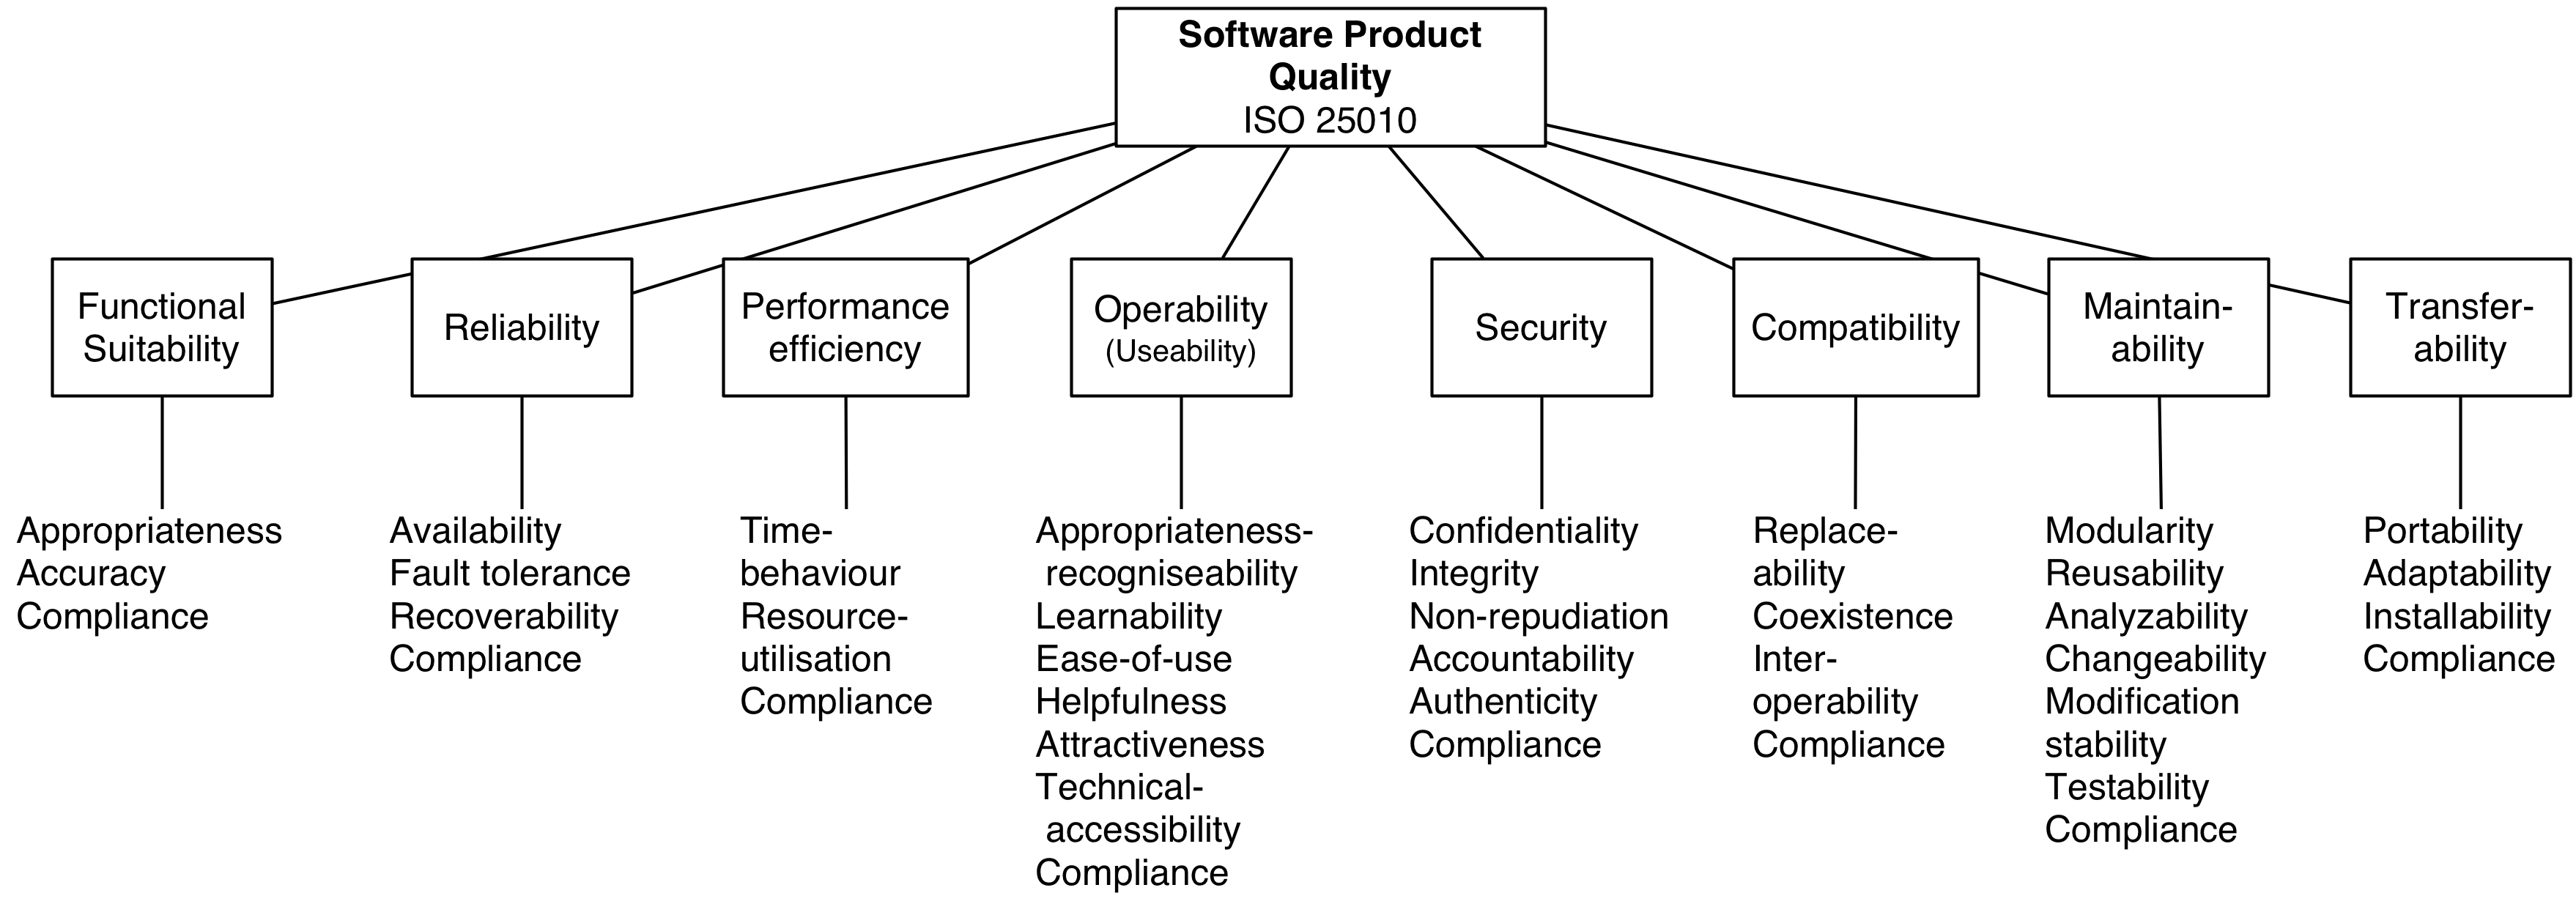 Software Product
Quality
ISO 25010
Functional
Suitability
Reliability
Performance
efficiency
Operability
(Useability)
Security
Compatibility
Maintain-
ability
Transfer-
ability
Appropriateness
Accuracy
Compliance
Availability
Fault tolerance
Recoverability
Compliance
Time-
behaviour
Resource-
utilisation
Compliance
Appropriateness-
recogniseability
Learnability
Ease-of-use
Helpfulness
Attractiveness
Technical-
accessibility
Compliance
Confidentiality
Integrity
Non-repudiation
Accountability
Authenticity
Compliance
Replace-
ability
Coexistence
Inter-
operability
Compliance
Modularity
Reusability
Analyzability
Changeability
Modification
stability
Testability
Compliance
Portability
Adaptability
Installability
Compliance